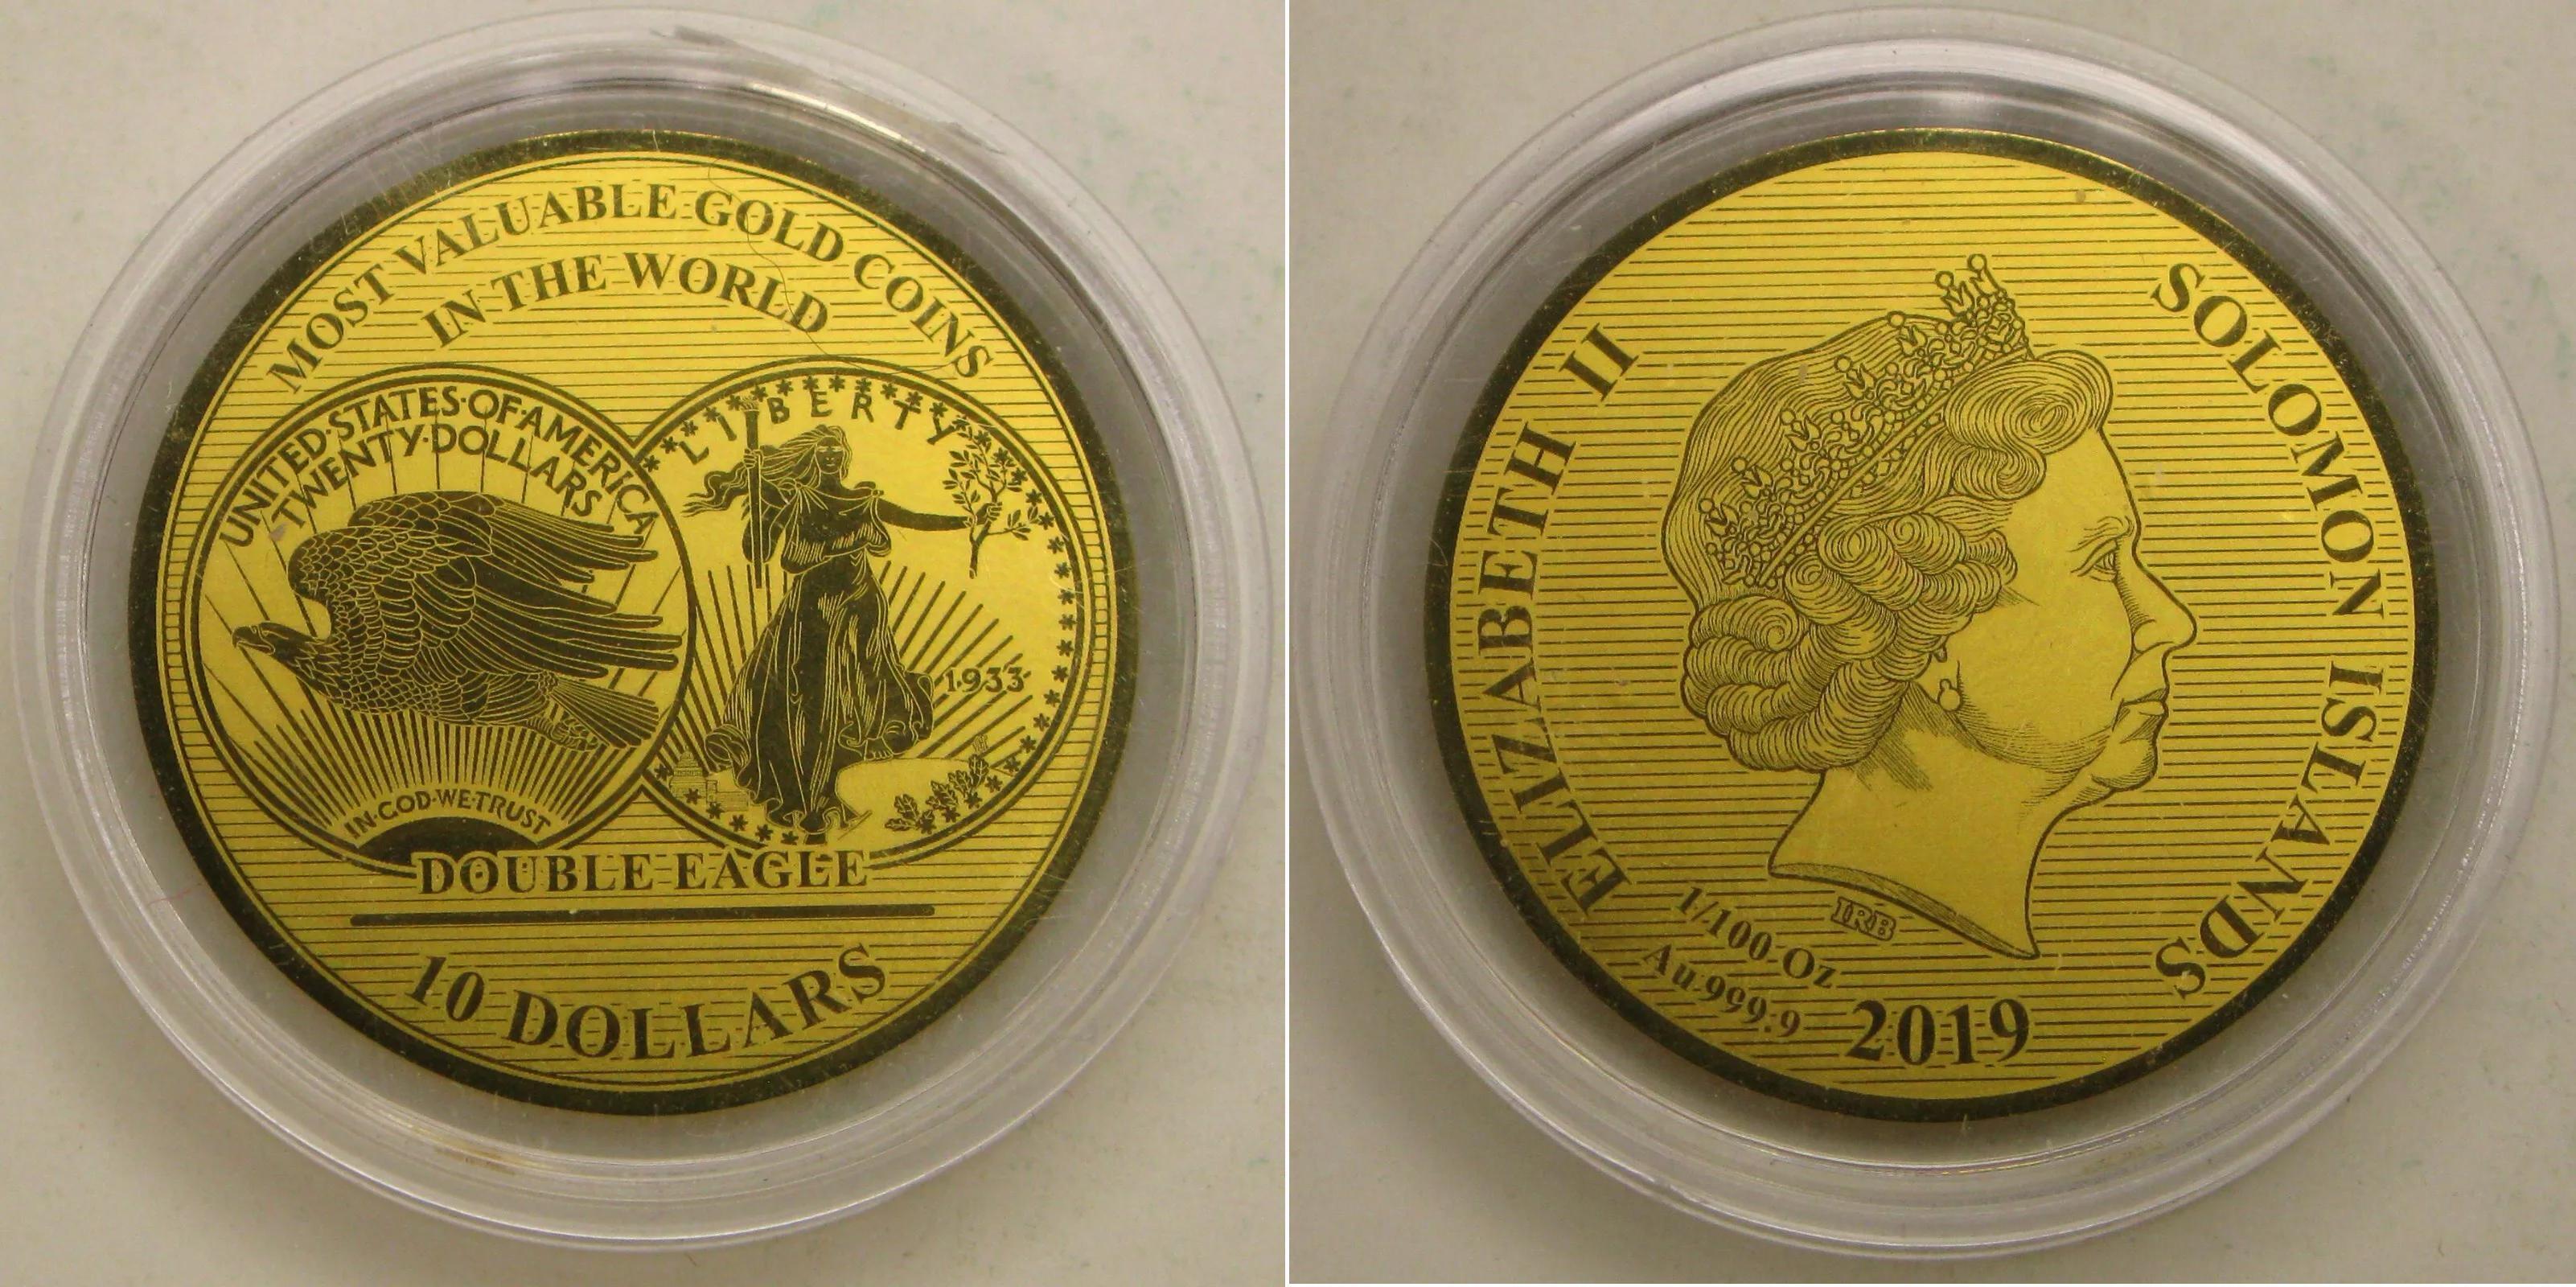 MOST VALUABLE GOLD COINS
IN THE WORLD
UNITED·STATES·OF·AMERICA
TWENTY·DOLLARS
IN·GOD·WE·TRUST
LIBERTY
1933
DOUBLE EAGLE
10 DOLLARS
ELIZABETH II
SOLOMON ISLANDS
IRB
1/100 Oz
Au 999.9
2019